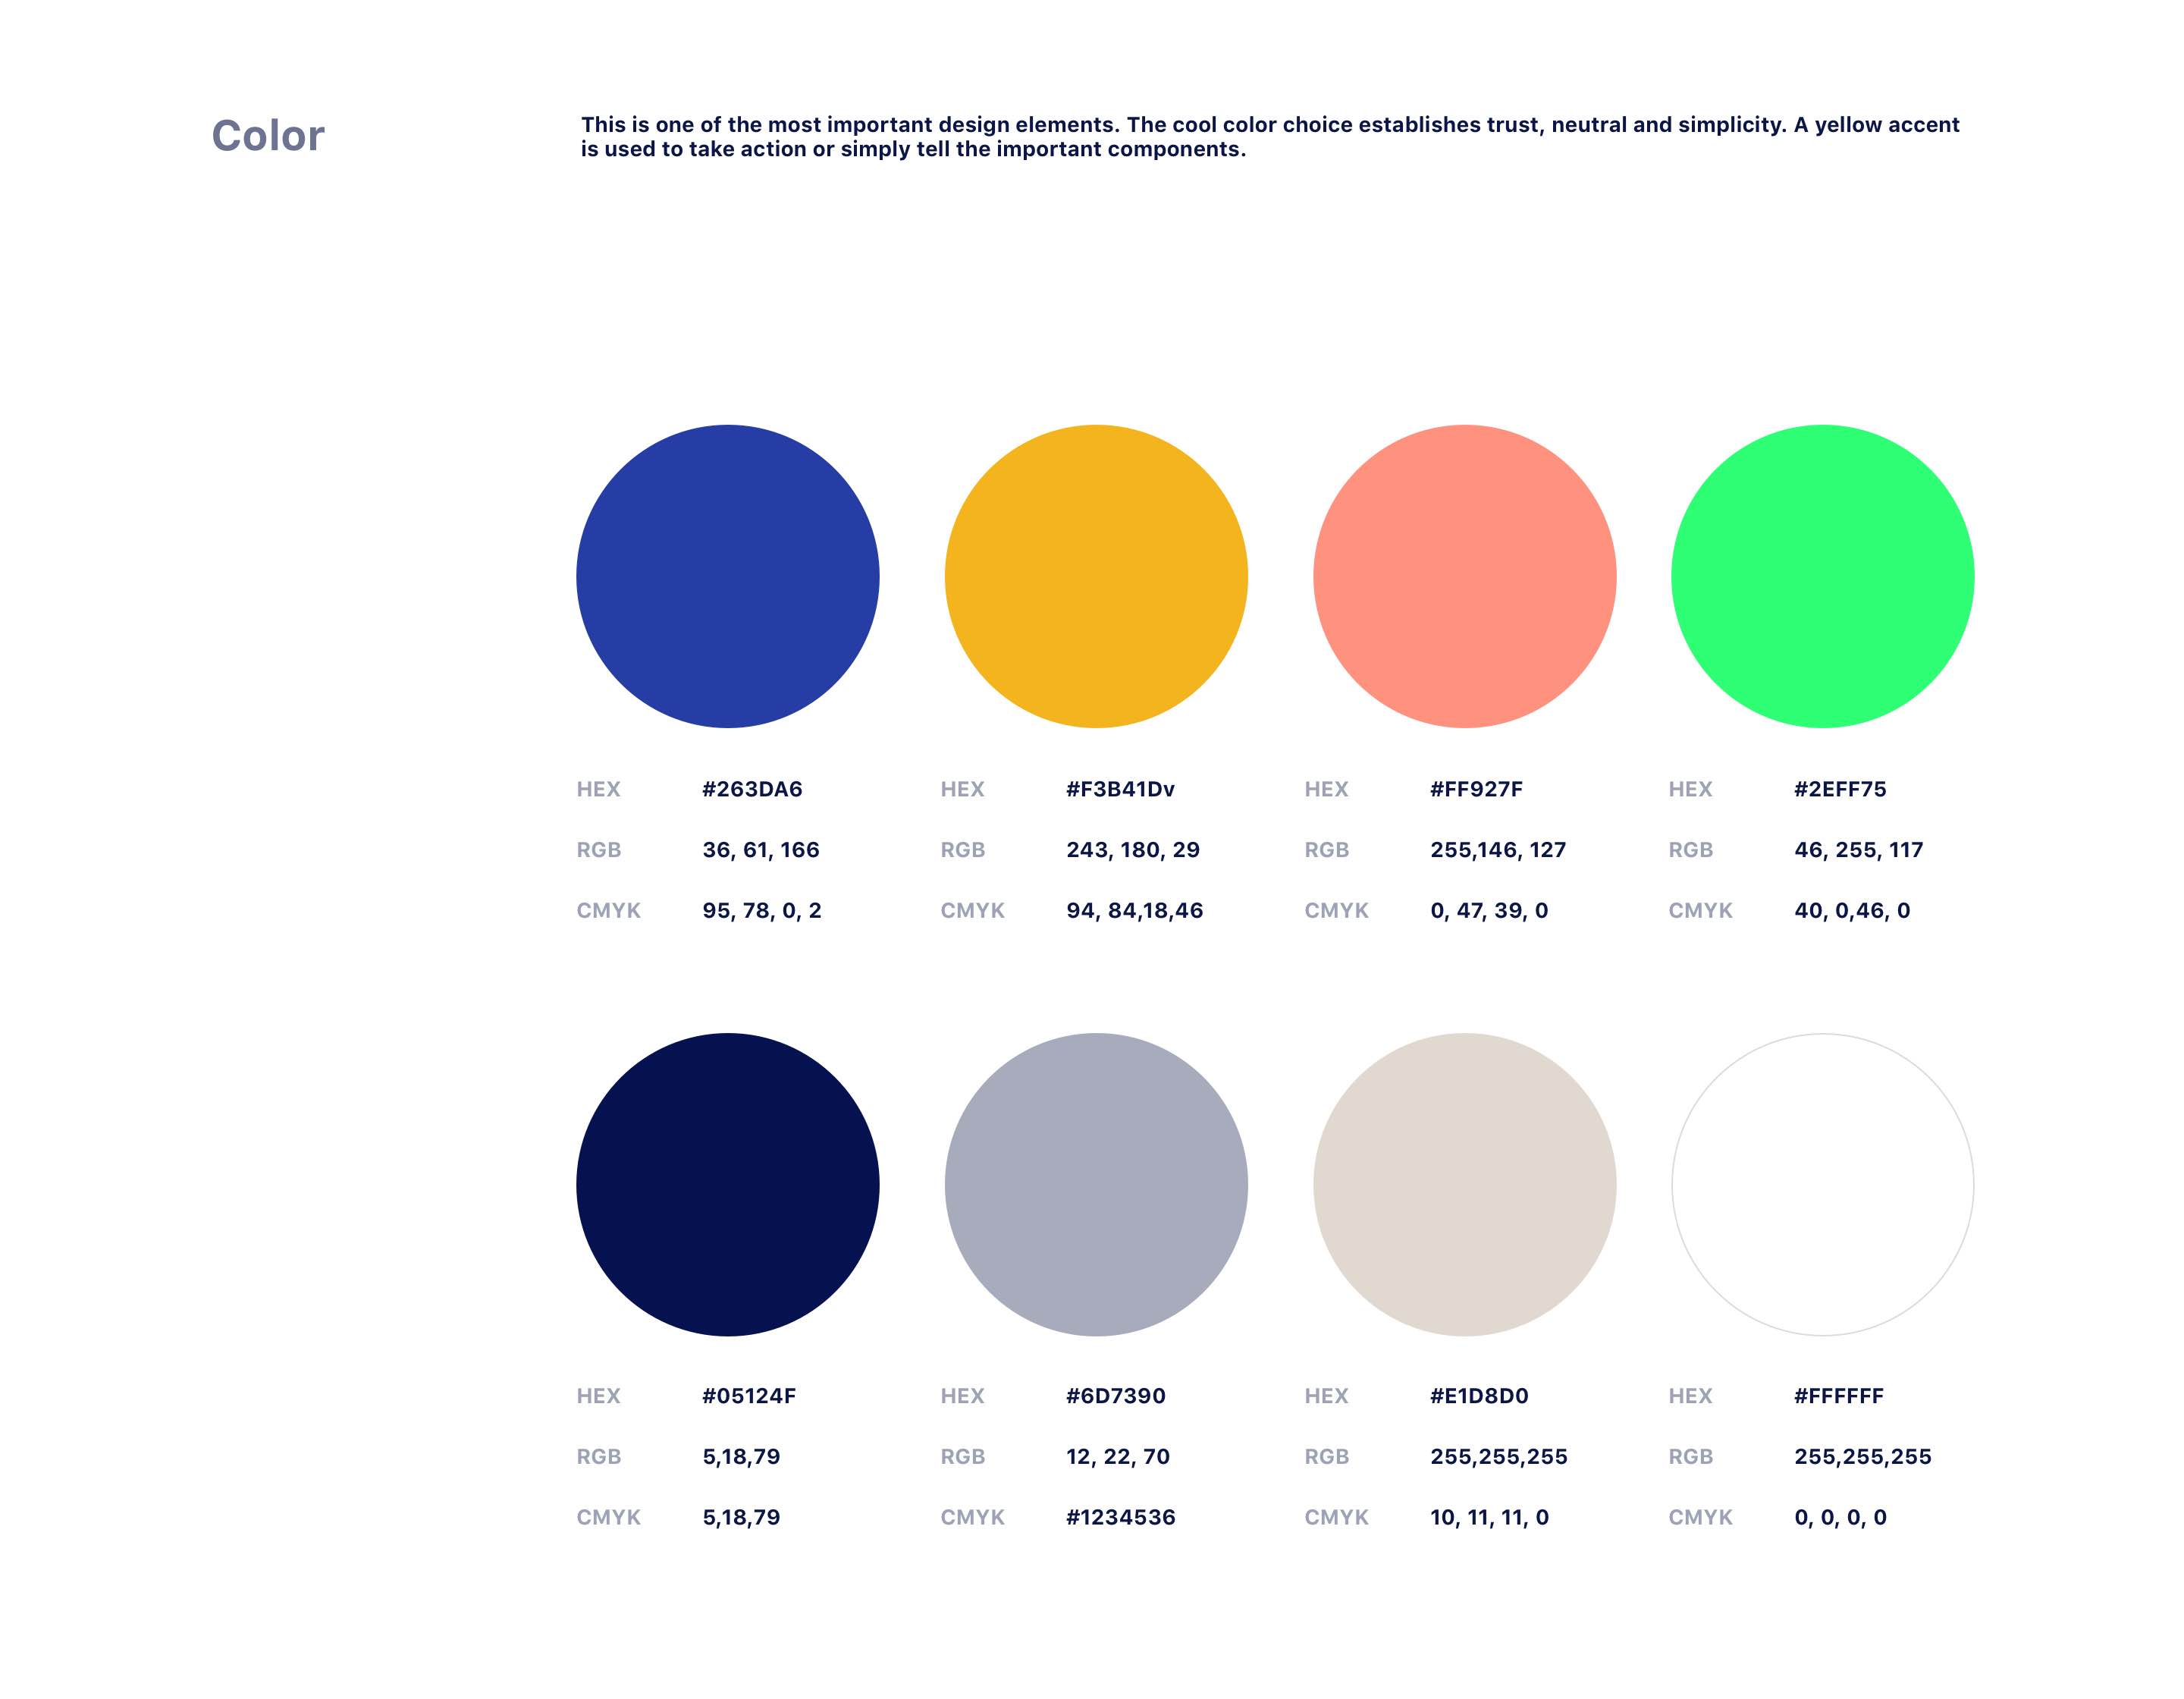 Color
This is one of the most important design elements. The cool color choice establishes trust, neutral and simplicity. A yellow accent
is used to take action or simply tell the important components.
HEX #263DA6
RGB 36, 61, 166
CMYK 95, 78, 0, 2
HEX #F3B41Dv
RGB 243, 180, 29
CMYK 94, 84,18,46
HEX #FF927F
RGB 255,146, 127
CMYK 0, 47, 39, 0
HEX #2EFF75
RGB 46, 255, 117
CMYK 40, 0,46, 0
HEX #05124F
RGB 5,18,79
CMYK 5,18,79
HEX #6D7390
RGB 12, 22, 70
CMYK #1234536
HEX #E1D8D0
RGB 255,255,255
CMYK 10, 11, 11, 0
HEX #FFFFFF
RGB 255,255,255
CMYK 0, 0, 0, 0